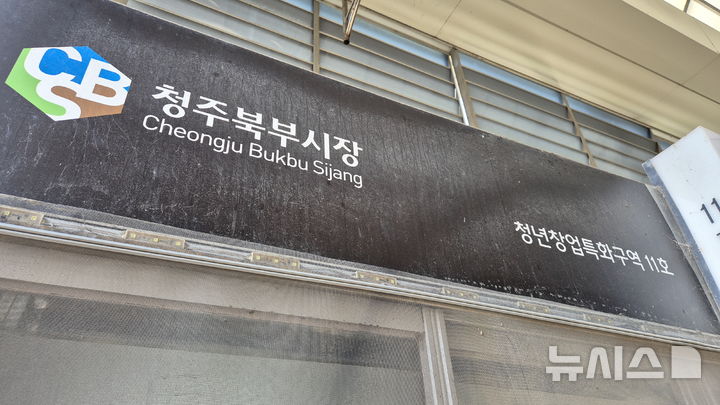 CBS
청주북부시장
Cheongju Bukbu Sijang
청년창업특화구역 11호
11
뉴시스